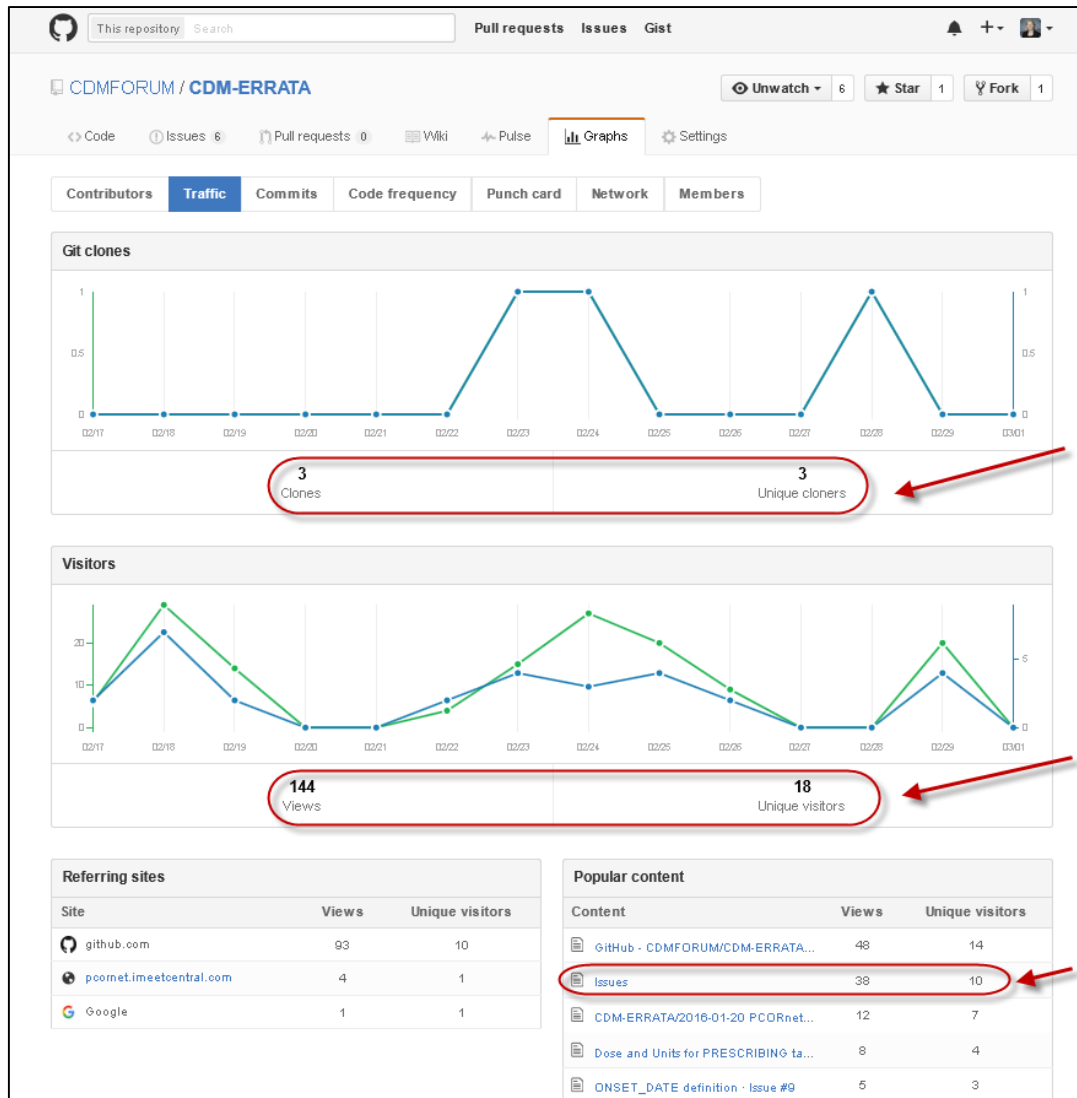 This repository Search Pull requests Issues Gist
CDMFORUM / CDM-ERRATA
Unwatch 6 Star 1 Fork 1
Code Issues 6 Pull requests 0 Wiki Pulse Graphs Settings
Contributors Traffic Commits Code frequency Punch card Network Members
Git clones
1 1
0.5 0.5
0 0
02/17 02/18 02/19 02/20 02/21 02/22 02/23 02/24 02/25 02/26 02/27 02/28 02/29 03/01
3 3
Clones Unique cloners
Visitors
20
10 5
0 0
02/17 02/18 02/19 02/20 02/21 02/22 02/23 02/24 02/25 02/26 02/27 02/28 02/29 03/01
144 18
Views Unique visitors
Referring sites
Site Views Unique visitors
github.com 93 10
pcornet.imeetcentral.com 4 1
Google 1 1
Popular content
Content Views Unique visitors
GitHub - CDMFORUM/CDM-ERRATA... 48 14
Issues 38 10
CDM-ERRATA/2016-01-20 PCORnet... 12 7
Dose and Units for PRESCRIBING ta... 8 4
ONSET_DATE definition · Issue #9 5 3